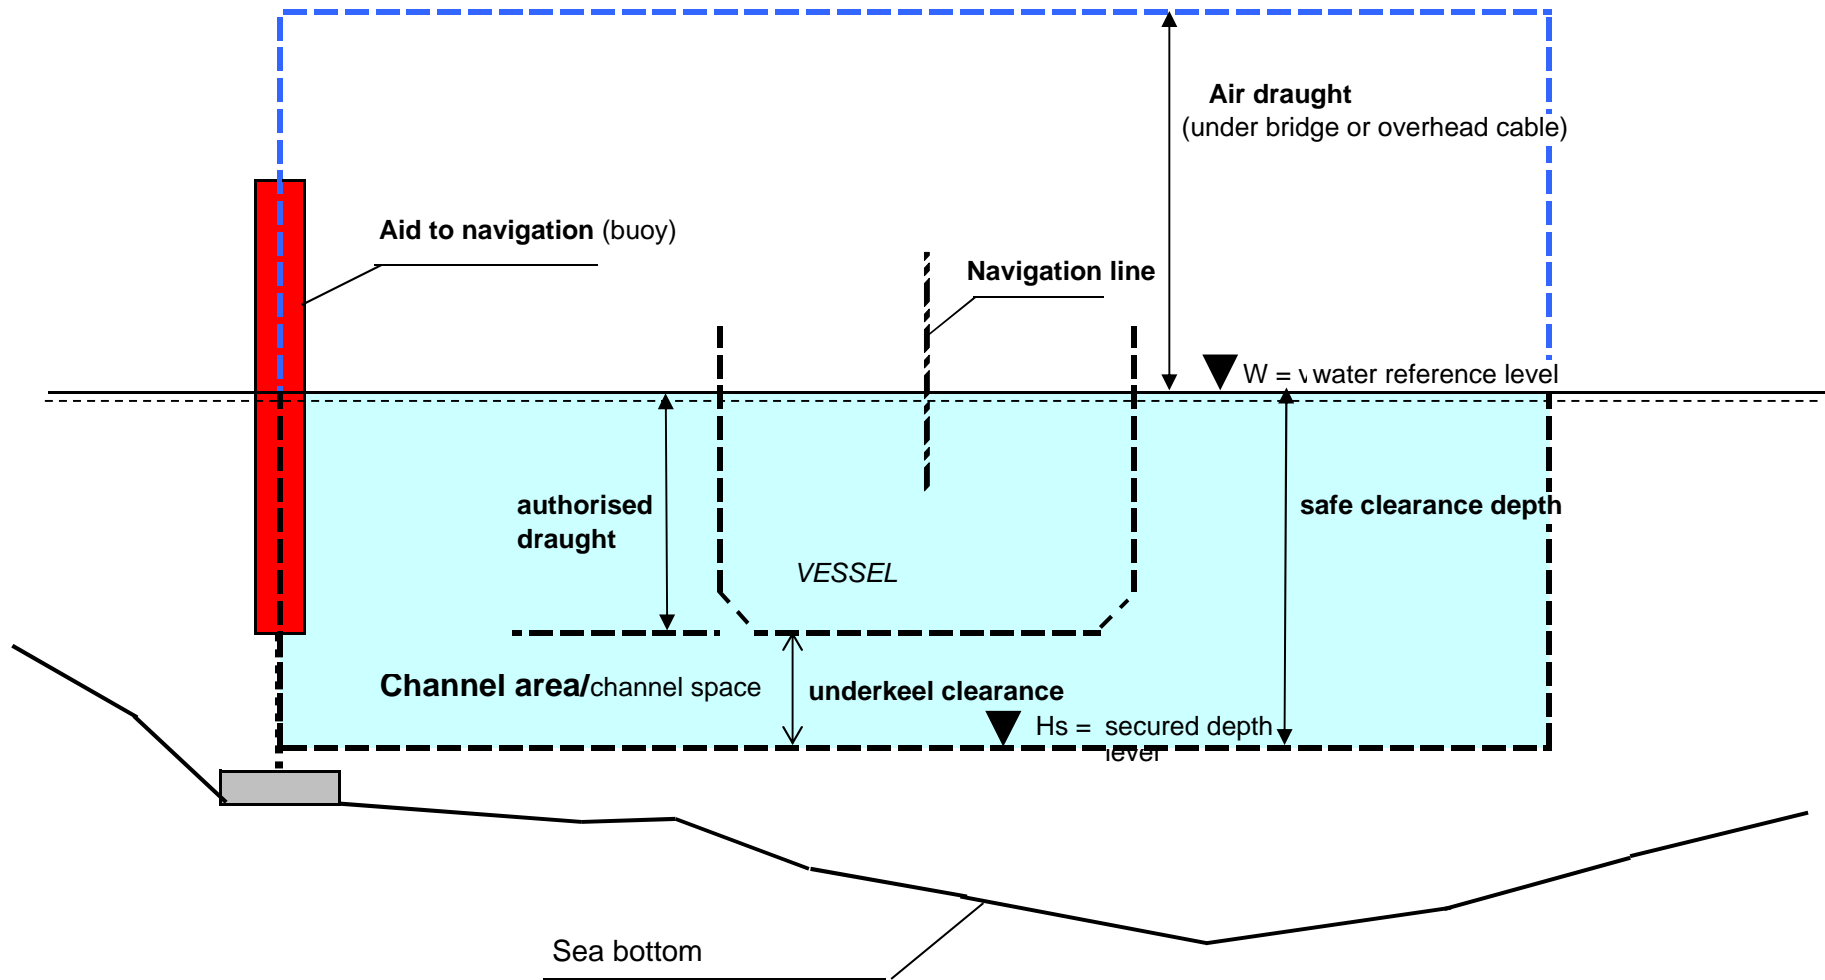 Air draught
(under bridge or overhead cable)
Aid to navigation (buoy)
Navigation line
W = water reference level
authorised
draught
safe clearance depth
VESSEL
Channel area/channel space
underkeel clearance
Hs = secured depth
level
Sea bottom